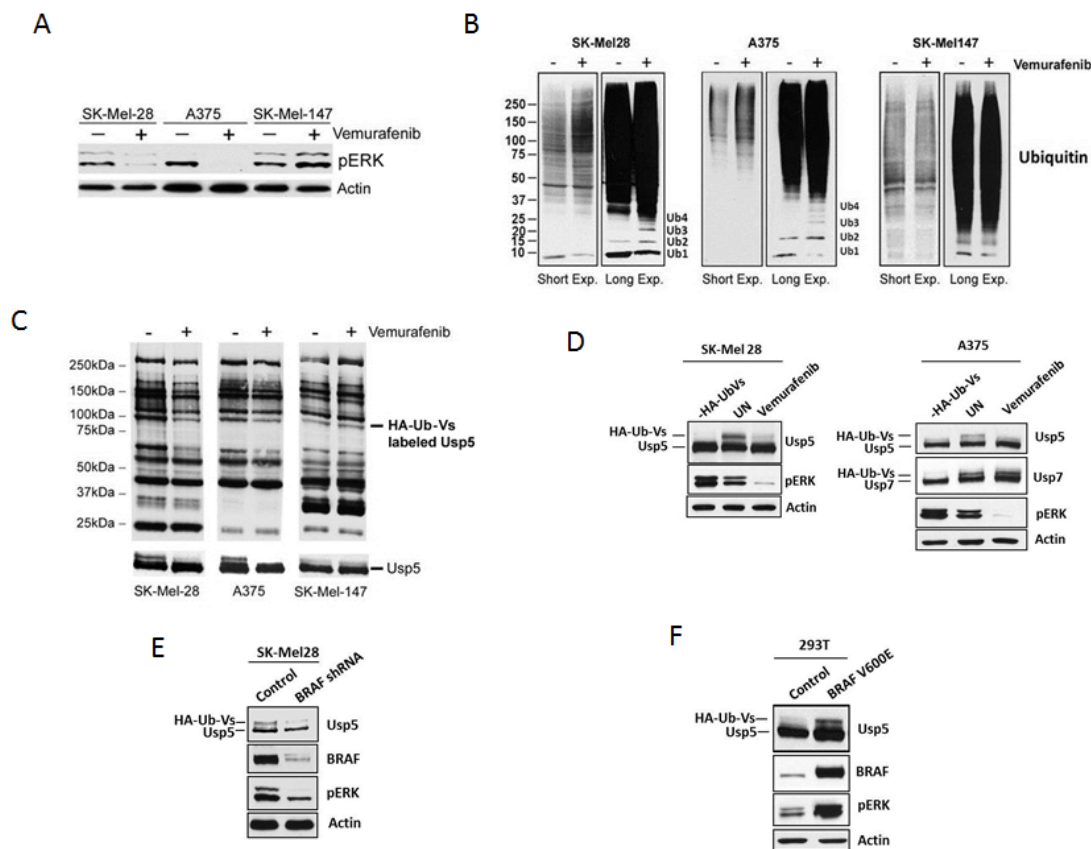 A
SK-Mel-28 A375 SK-Mel-147
– + – + – + Vemurafenib
pERK
Actin
B
SK-Mel28 A375 SK-Mel147
- + - + - + - + - + - + Vemurafenib
250
150
100
75
50
37
25
20
15
10
Ub4
Ub3
Ub2
Ub1
Ub4
Ub3
Ub2
Ub1
Ubiquitin
Short Exp. Long Exp. Short Exp. Long Exp. Short Exp. Long Exp.
C
- + - + - + Vemurafenib
250kDa
150kDa
100kDa
75kDa
50kDa
37kDa
25kDa
HA-Ub-Vs
labeled Usp5
Usp5
SK-Mel-28 A375 SK-Mel-147
D
SK-Mel 28
-HA-UbVs UN Vemurafenib
HA-Ub-Vs
Usp5
Usp5
pERK
Actin
A375
-HA-Ub-Vs UN Vemurafenib
HA-Ub-Vs
Usp5
Usp5
HA-Ub-Vs
Usp7
Usp7
pERK
Actin
E
SK-Mel28
Control BRAF shRNA
HA-Ub-Vs
Usp5
Usp5
BRAF
pERK
Actin
F
293T
Control BRAF V600E
HA-Ub-Vs
Usp5
Usp5
BRAF
pERK
Actin